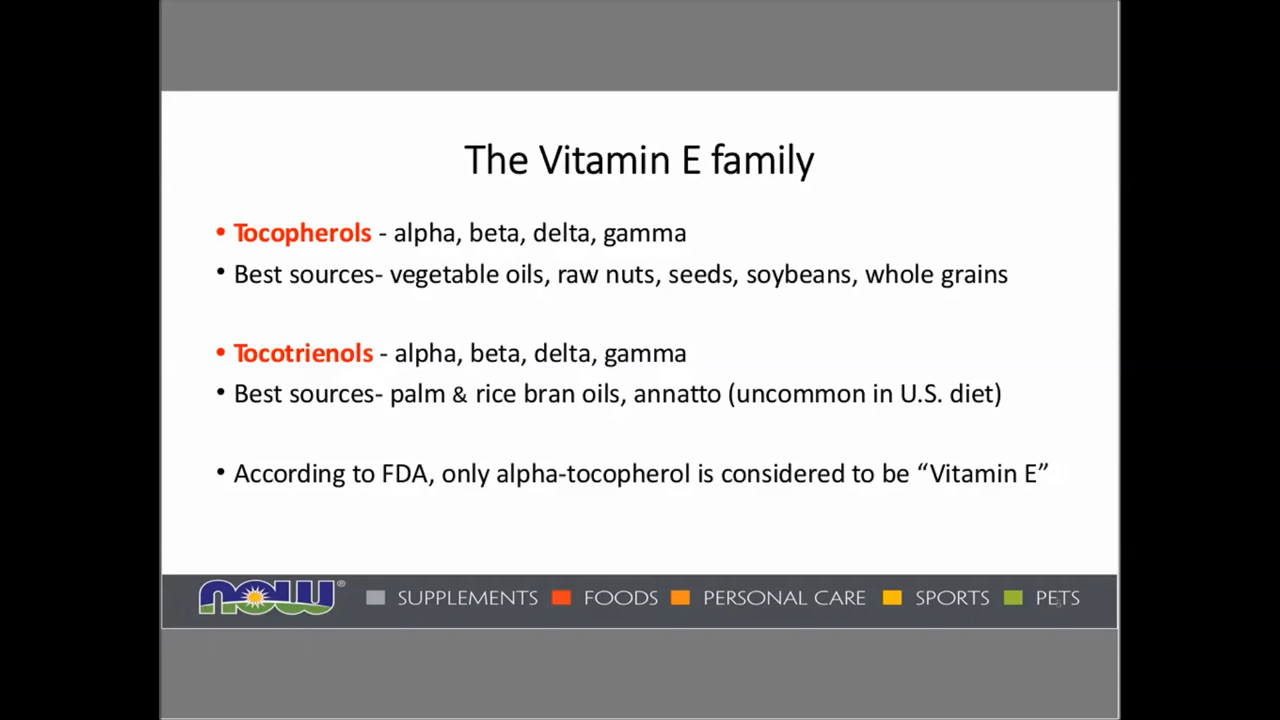 The Vitamin E family
• Tocopherols - alpha, beta, delta, gamma
• Best sources- vegetable oils, raw nuts, seeds, soybeans, whole grains
• Tocotrienols - alpha, beta, delta, gamma
• Best sources- palm & rice bran oils, annatto (uncommon in U.S. diet)
• According to FDA, only alpha-tocopherol is considered to be “Vitamin E”
now® SUPPLEMENTS FOODS PERSONAL CARE SPORTS PETS